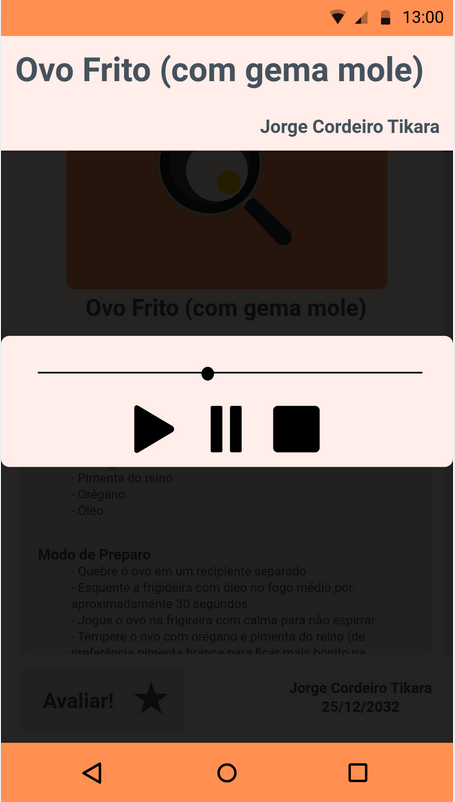 13:00
Ovo Frito (com gema mole)
Jorge Cordeiro Tikara
Ovo Frito (com gema mole)
- Pimenta do reino
- Orégano
- Óleo
Modo de Preparo
- Quebre o ovo em um recipiente separado
- Esquente a frigideira com óleo no fogo médio por
aproximadamente 30 segundos
- Jogue o ovo na frigireira com calma para não espirrar
- Tempere o ovo com orégano e pimenta do reino (de
preferência pimenta branca para ficar mais bonito na
Avaliar!
Jorge Cordeiro Tikara
25/12/2032